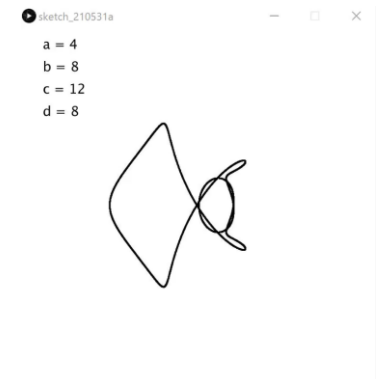 sketch_210531a
a = 4
b = 8
c = 12
d = 8